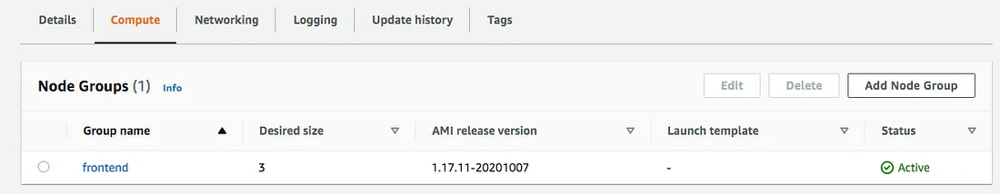 Details Compute Networking Logging Update history Tags
Node Groups (1) Info Edit Delete Add Node Group
Group name Desired size AMI release version Launch template Status
frontend 3 1.17.11-20201007 - Active